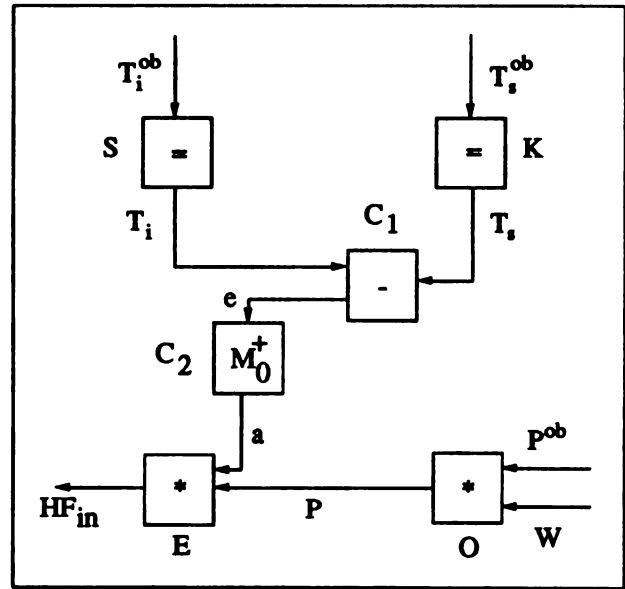 T_i^ob T_s^ob
S = = K
T_i C_1 T_s
-
e
C_2 M_0^+
a
P^ob
* *
HF_in P W
E O